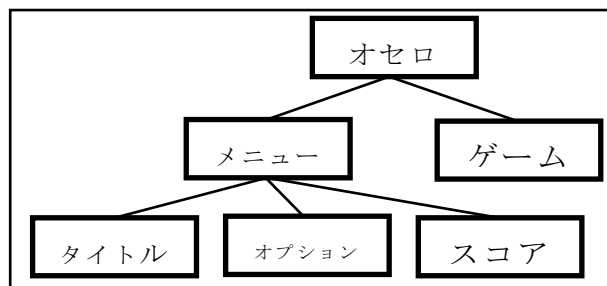 オセロ
メニュー
ゲーム
タイトル
オプション
スコア